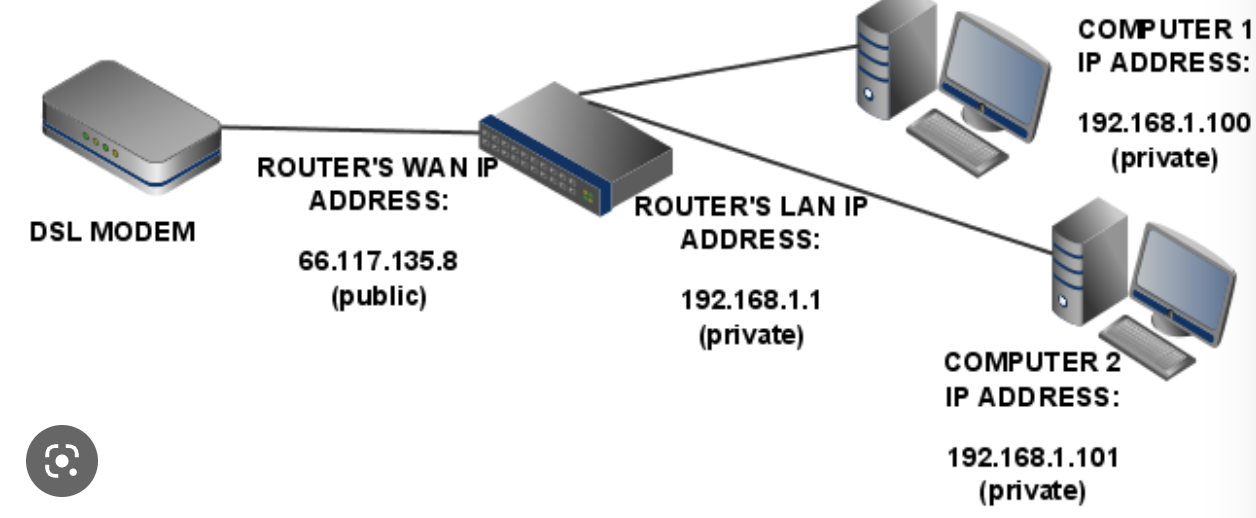 COMPUTER 1
IP ADDRESS:
192.168.1.100
(private)
ROUTER'S WAN IP
ADDRESS:
66.117.135.8
(public)
DSL MODEM
ROUTER'S LAN IP
ADDRESS:
192.168.1.1
(private)
COMPUTER 2
IP ADDRESS:
192.168.1.101
(private)